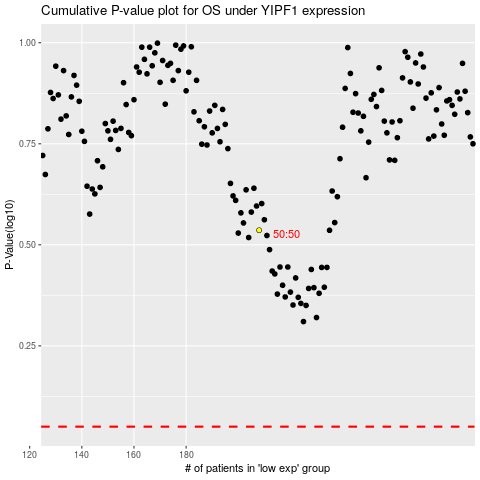 Cumulative P-value plot for OS under YIPF1 expression
P-Value(log10)
1.00
0.75
0.50
0.25
50:50
120 140 160 180
# of patients in 'low exp' group